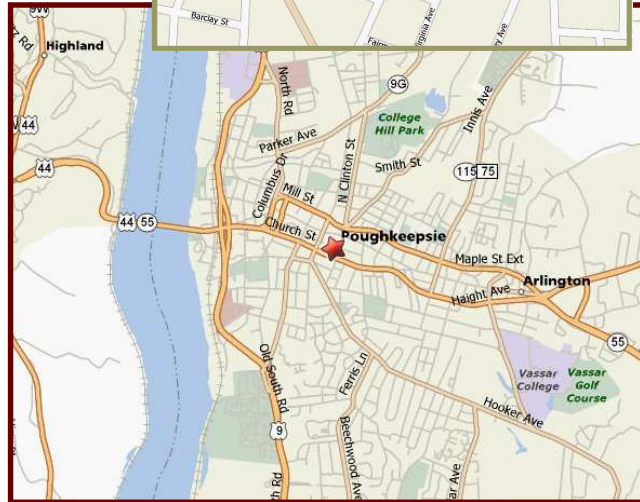 9W
Barclay St
Highland
44
44
44 55
North Rd
9G
College
Hill Park
Innis Ave
Parker Ave
N Clinton St
Smith St
115 75
Columbus Dr
Mill St
Church St
Poughkeepsie
Maple St Ext
Arlington
Haight Ave
55
Old South Rd
Ferris Ln
Vassar
College
Vassar
Golf
Course
Hooker Ave
9
Beechwood Ave